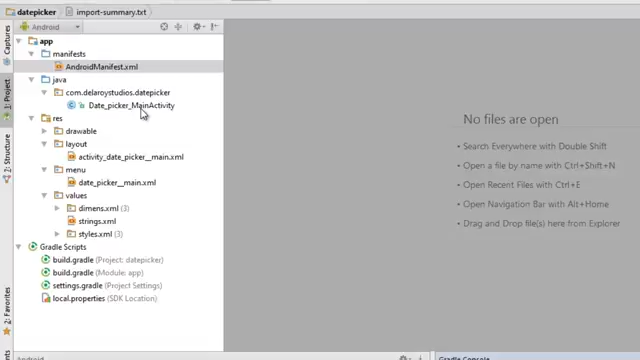 datepicker
import-summary.txt
Android
Captures
1: Project
2: Structure
2: Favorites
app
manifests
AndroidManifest.xml
java
com.delaroystudios.datepicker
Date_picker_MainActivity
res
drawable
layout
activity_date_picker__main.xml
menu
date_picker__main.xml
values
dimens.xml (3)
strings.xml
styles.xml (3)
Gradle Scripts
build.gradle (Project: datepicker)
build.gradle (Module: app)
settings.gradle (Project Settings)
local.properties (SDK Location)
No files are open
• Search Everywhere with Double Shift
• Open a file by name with Ctrl+Shift+N
• Open Recent Files with Ctrl+E
• Open Navigation Bar with Alt+Home
• Drag and Drop file(s) here from Explorer
Android
Gradle Console